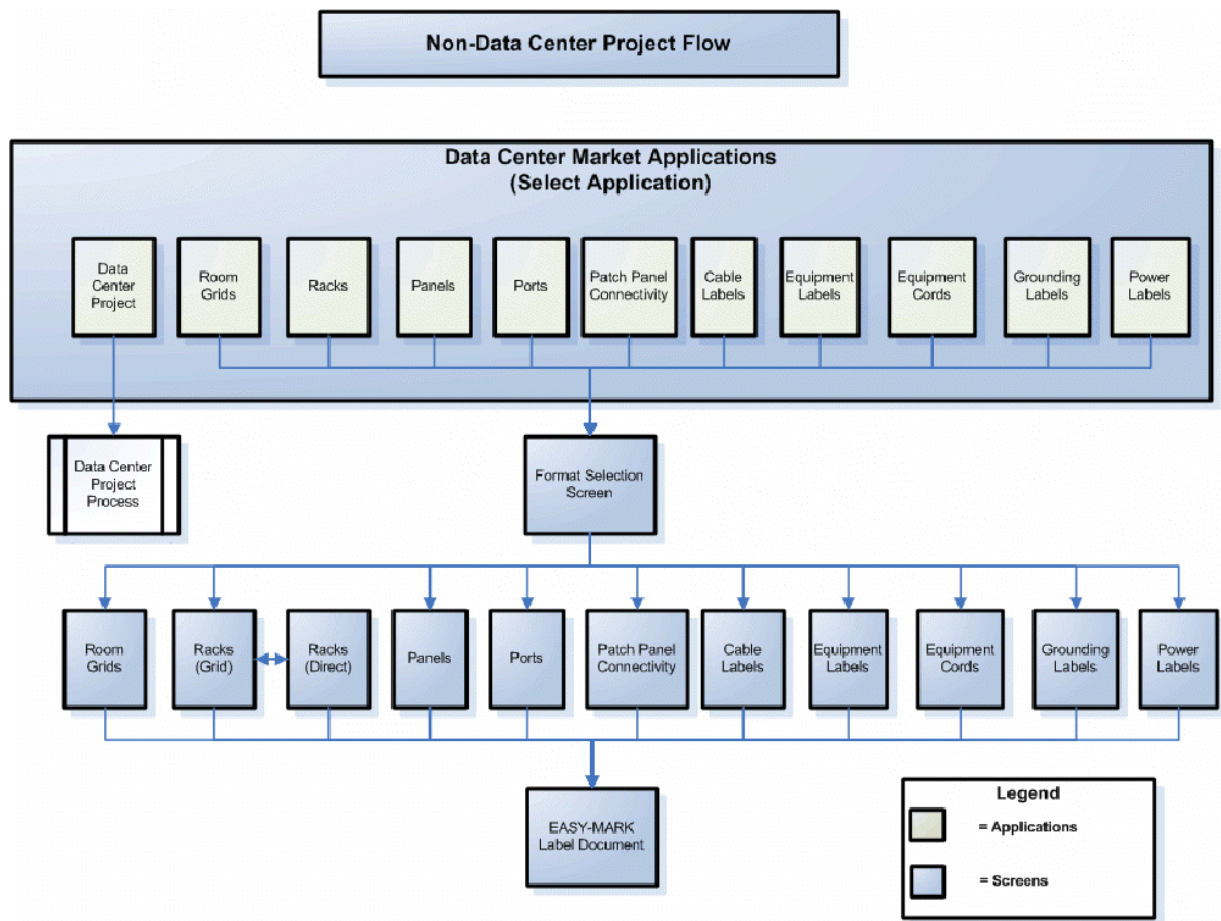 Non-Data Center Project Flow
Data Center Market Applications
(Select Application)
Data
Center
Project
Room
Grids
Racks
Panels
Ports
Patch Panel
Connectivity
Cable
Labels
Equipment
Labels
Equipment
Cords
Grounding
Labels
Power
Labels
Data Center
Project
Process
Format Selection
Screen
Room
Grids
Racks
(Grid)
Racks
(Direct)
Panels
Ports
Patch Panel
Connectivity
Cable
Labels
Equipment
Labels
Equipment
Cords
Grounding
Labels
Power
Labels
EASY-MARK
Label Document
Legend
= Applications
= Screens